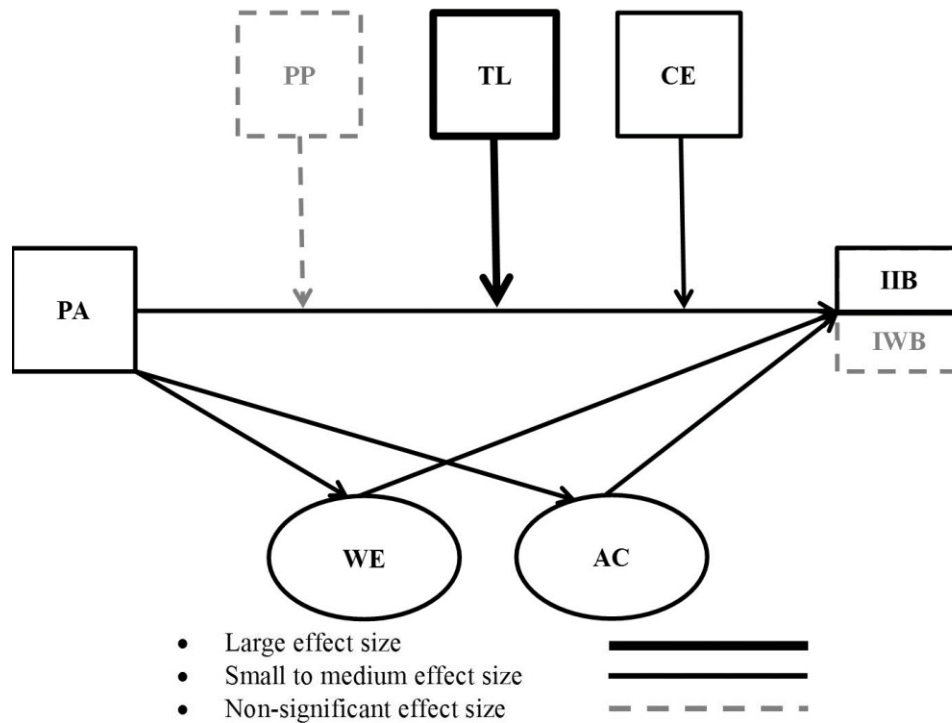 PP
TL
CE
PA
IIB
IWB
WE
AC
• Large effect size
• Small to medium effect size
• Non-significant effect size